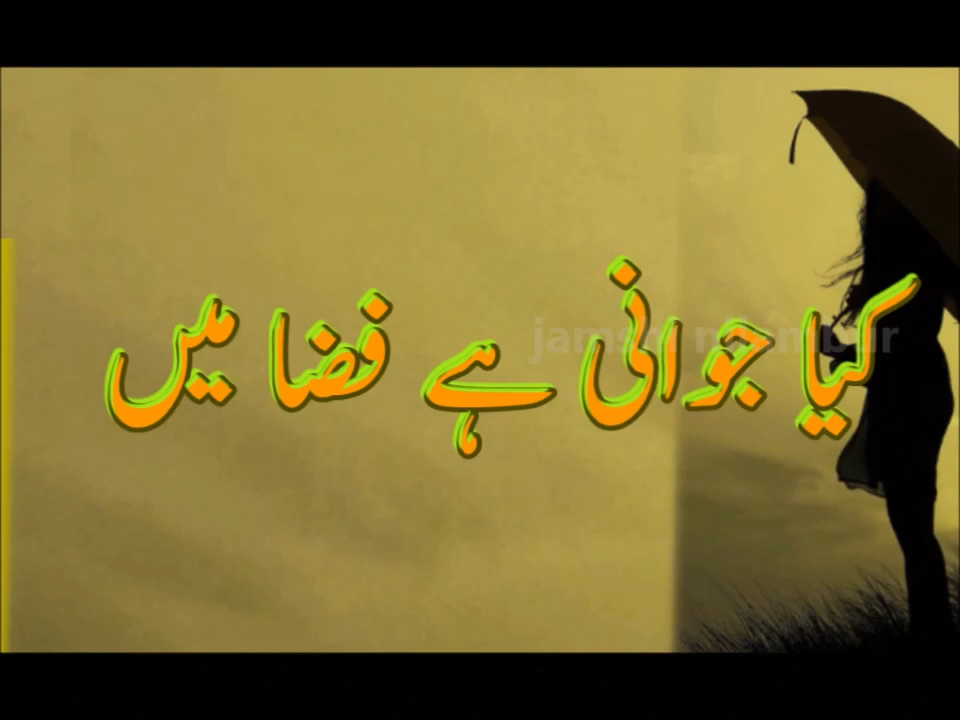 کیا جوانی ہے فضا میں